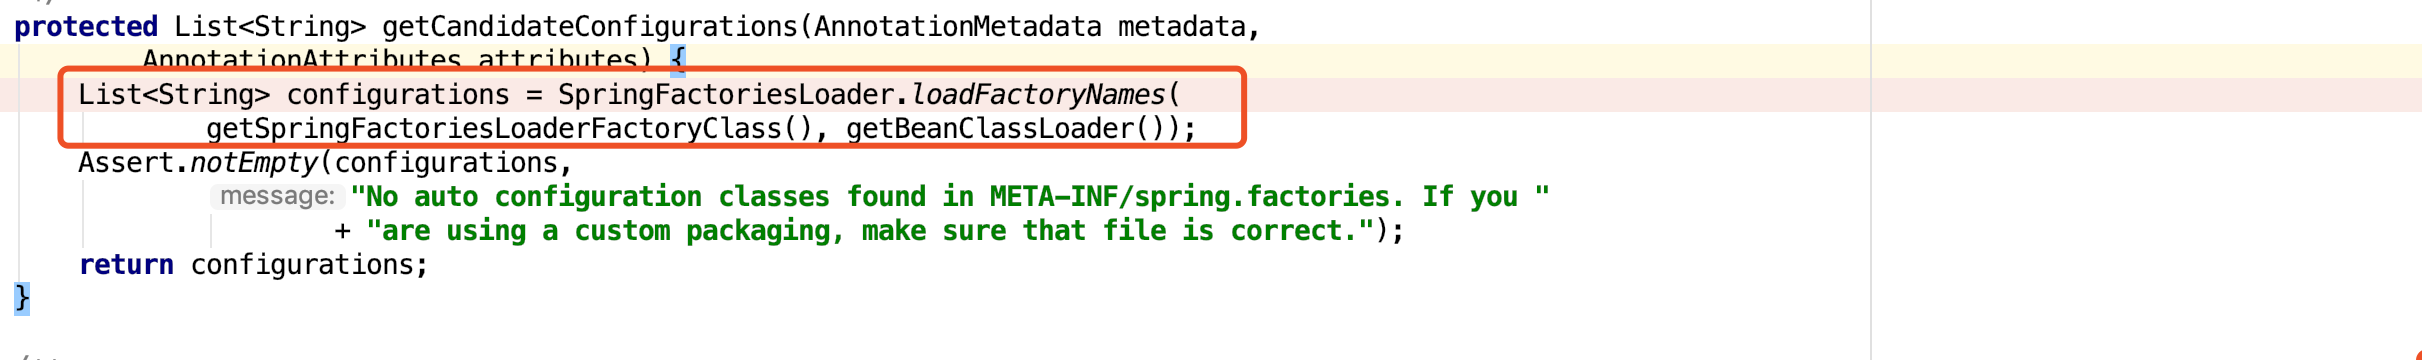 protected List<String> getCandidateConfigurations(AnnotationMetadata metadata,
AnnotationAttributes attributes) {
List<String> configurations = SpringFactoriesLoader.loadFactoryNames(
getSpringFactoriesLoaderFactoryClass(), getBeanClassLoader());
Assert.notEmpty(configurations,
message: "No auto configuration classes found in META-INF/spring.factories. If you "
+ "are using a custom packaging, make sure that file is correct.");
return configurations;
}